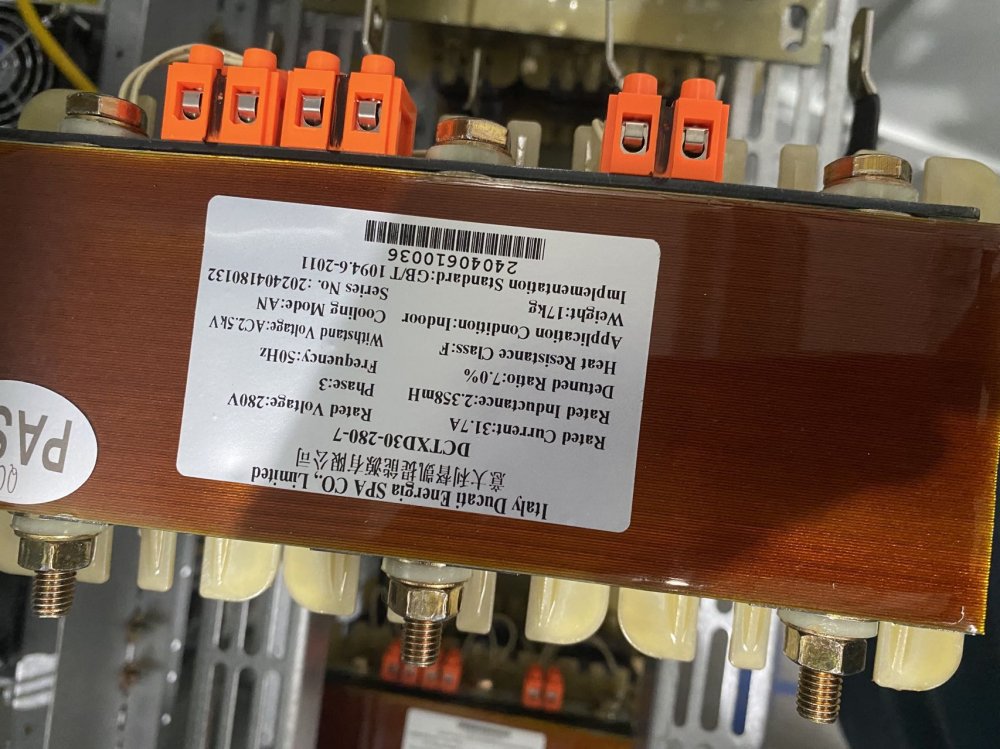 Italy Ducati Energia SPA CO., Limited
意大利督凯提能源有限公司
DCTXD30-280-7
Rated Current:31.7A Rated Voltage:280V
Rated Inductance:2.358mH Phase:3
Detuned Ratio:7.0% Frequency:50Hz
Heat Resistance Class:F Withstand Voltage:AC2.5kV
Application Condition:Indoor Cooling Mode:AN
Weight:17kg Series No. :202404180132
Implementation Standard:GB/T 1094.6-2011
24040610036
PAS